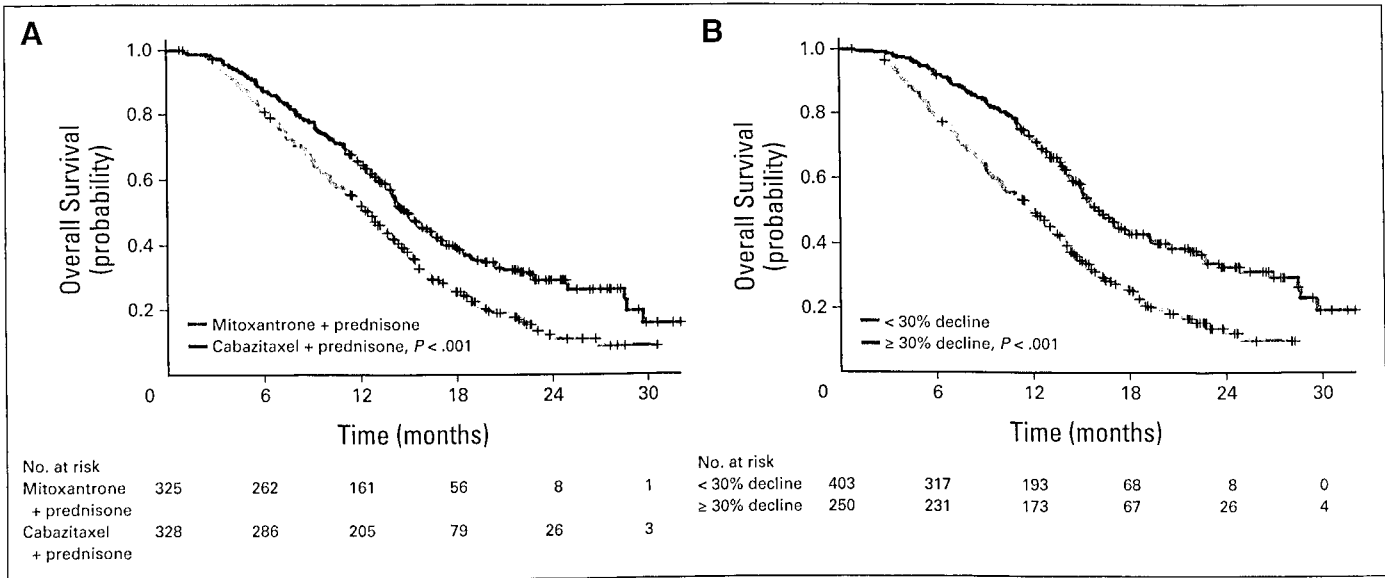 A
Overall Survival
(probability)
1.0
0.8
0.6
0.4
0.2
Mitoxantrone + prednisone
Cabazitaxel + prednisone, P < .001
0 6 12 18 24 30
Time (months)
No. at risk
Mitoxantrone 325 262 161 56 8 1
+ prednisone
Cabazitaxel 328 286 205 79 26 3
+ prednisone
B
Overall Survival
(probability)
1.0
0.8
0.6
0.4
0.2
< 30% decline
≥ 30% decline, P < .001
0 6 12 18 24 30
Time (months)
No. at risk
< 30% decline 403 317 193 68 8 0
≥ 30% decline 250 231 173 67 26 4